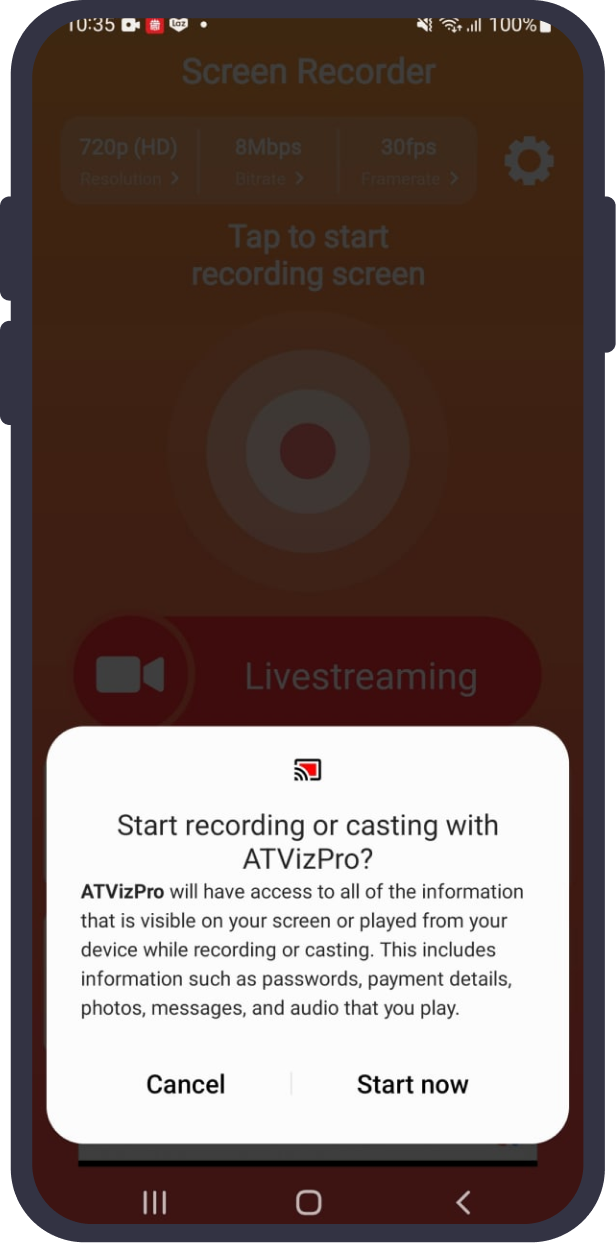 10:35
Laz
100%
Screen Recorder
720p (HD) 8Mbps 30fps
Resolution > Bitrate > Framerate >
Tap to start
recording screen
Livestreaming
Start recording or casting with
ATVizPro?
ATVizPro will have access to all of the information
that is visible on your screen or played from your
device while recording or casting. This includes
information such as passwords, payment details,
photos, messages, and audio that you play.
Cancel Start now